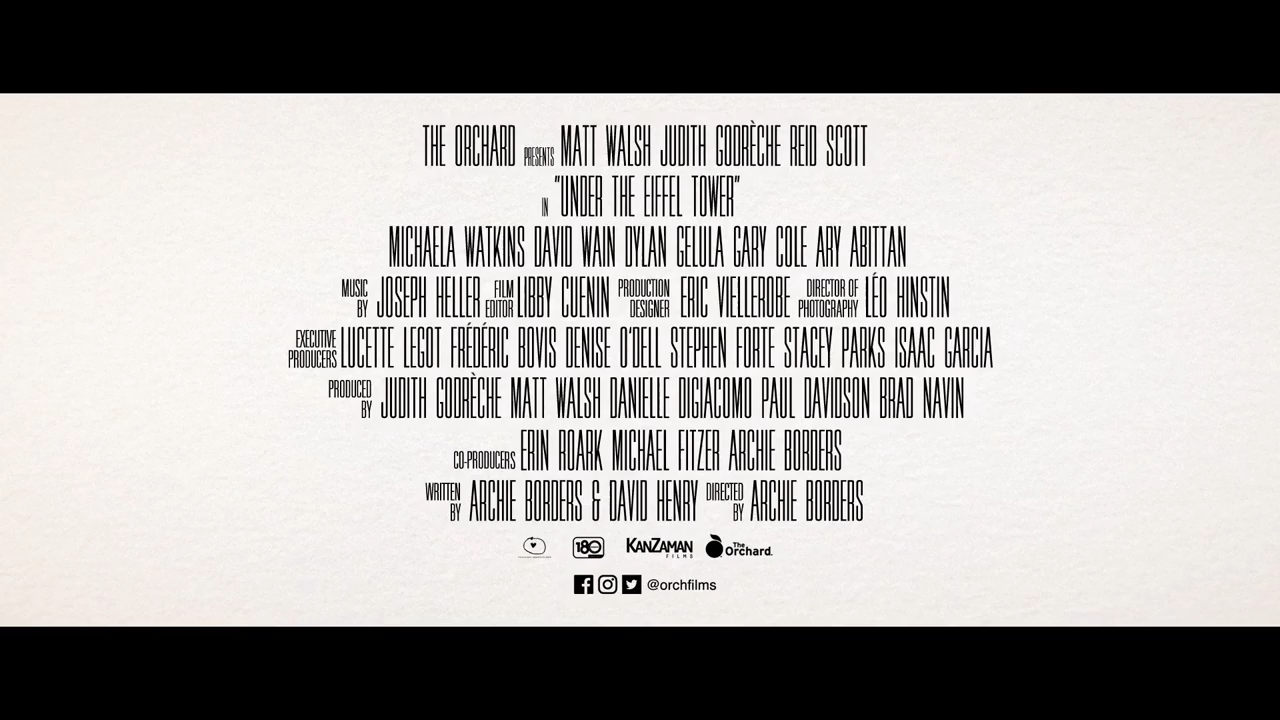 THE ORCHARD PRESENTS MATT WALSH JUDITH GODRÈCHE REID SCOTT
IN "UNDER THE EIFFEL TOWER"
MICHAELA WATKINS DAVID WAIN DYLAN GELULA GARY COLE ARY ABITTAN
MUSIC BY JOSEPH HELLER FILM EDITOR LIBBY CUENIN PRODUCTION DESIGNER ERIC VIELLEROBE DIRECTOR OF PHOTOGRAPHY LÉO HINSTIN
EXECUTIVE PRODUCERS LUCETTE LEGOT FRÉDÉRIC BOVIS DENISE O'DELL STEPHEN FORTE STACEY PARKS ISAAC GARCIA
PRODUCED BY JUDITH GODRÈCHE MATT WALSH DANIELLE DIGIACOMO PAUL DAVIDSON BRAD NAVIN
CO-PRODUCERS ERIN ROARK MICHAEL FITZER ARCHIE BORDERS
WRITTEN BY ARCHIE BORDERS & DAVID HENRY DIRECTED BY ARCHIE BORDERS
180 KANZAMAN FILMS The Orchard.
@orchfilms